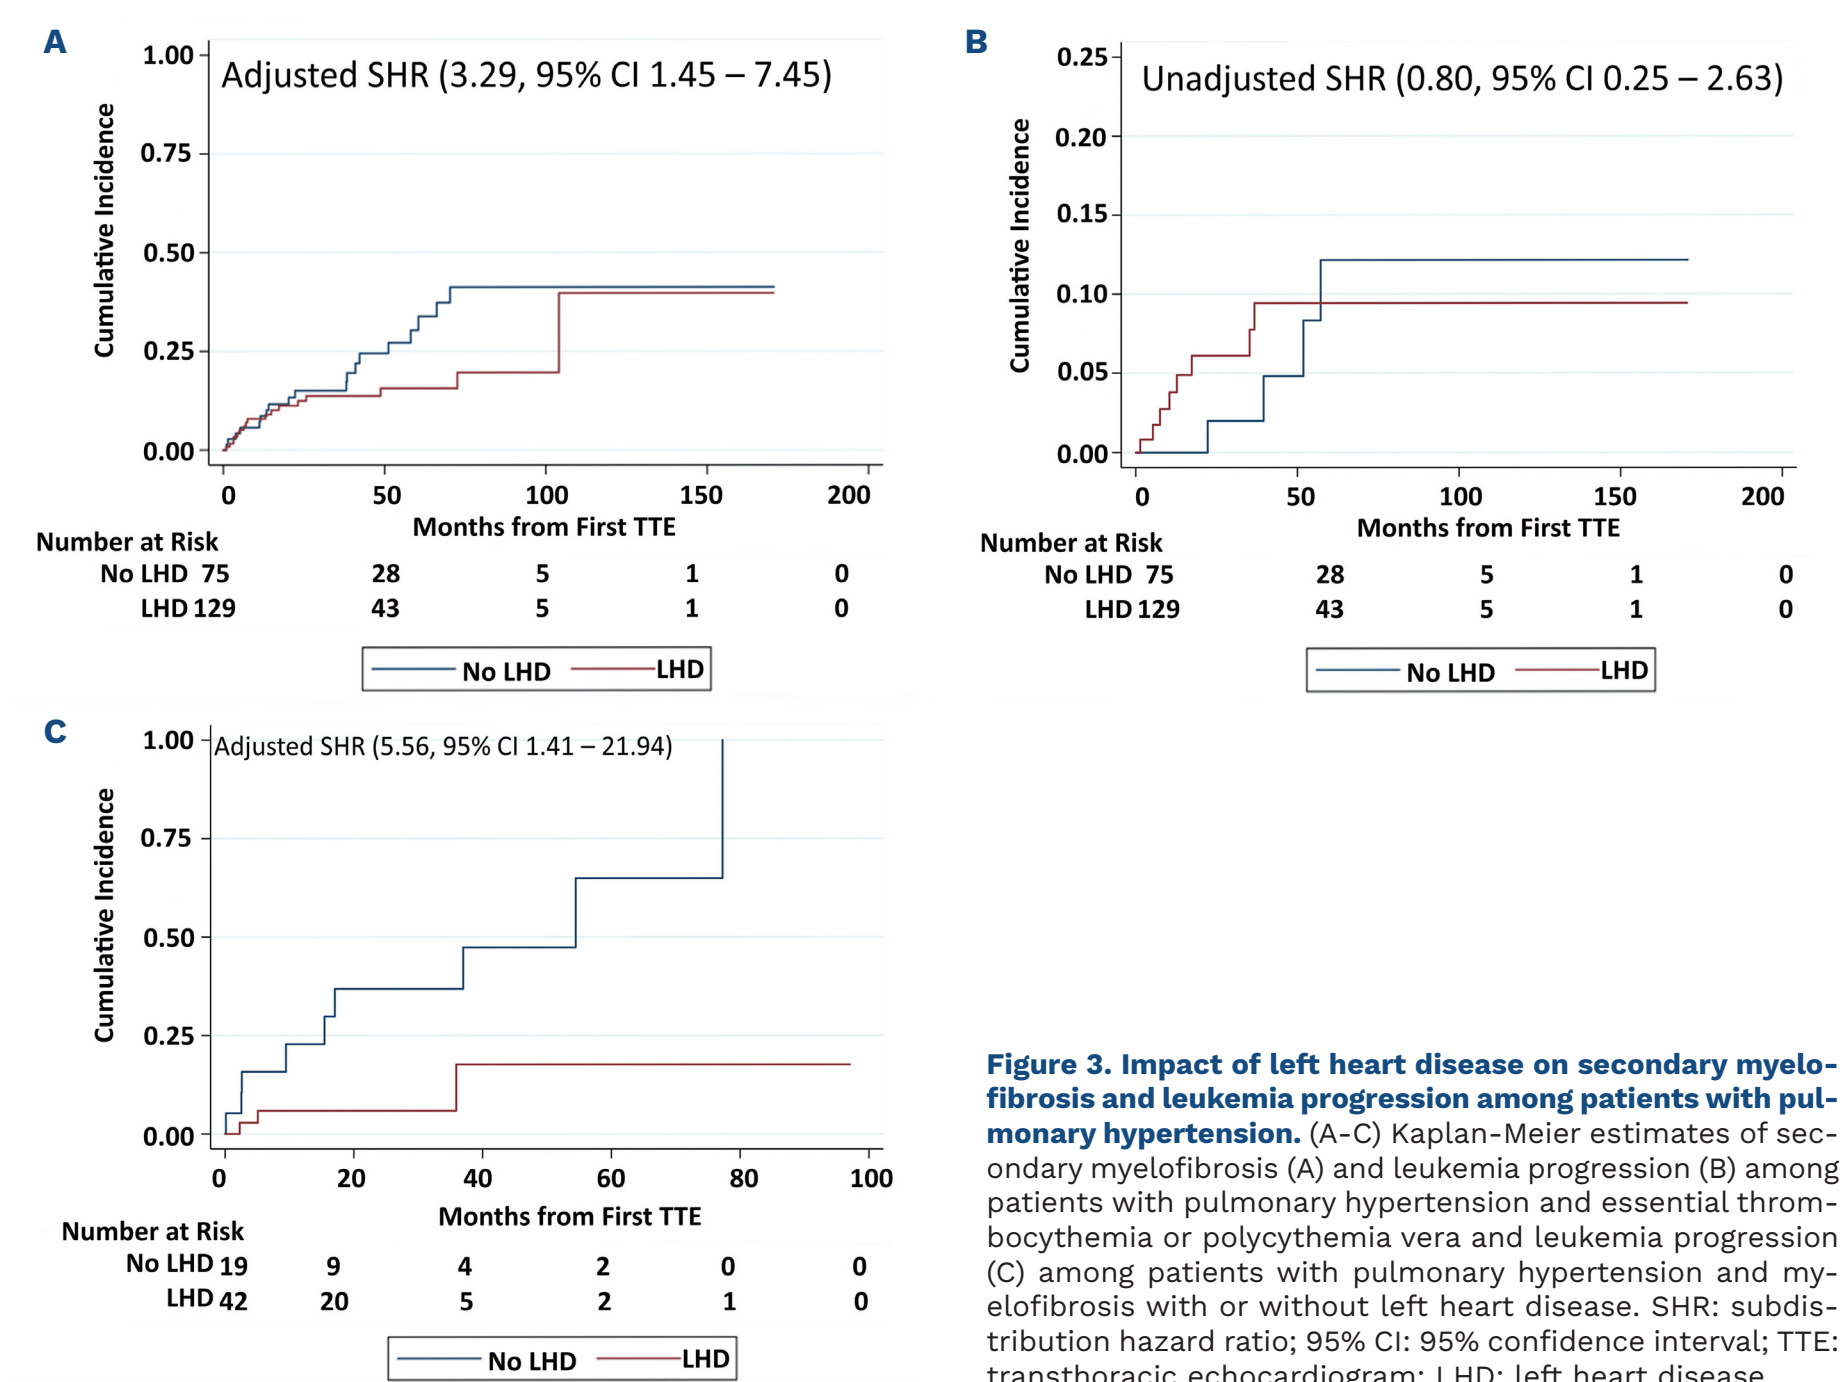 A
Adjusted SHR (3.29, 95% CI 1.45 – 7.45)
Cumulative Incidence
1.00
0.75
0.50
0.25
0.00
0 50 100 150 200
Months from First TTE
Number at Risk
No LHD 75 28 5 1 0
LHD 129 43 5 1 0
No LHD LHD
B
Unadjusted SHR (0.80, 95% CI 0.25 – 2.63)
Cumulative Incidence
0.25
0.20
0.15
0.10
0.05
0.00
0 50 100 150 200
Months from First TTE
Number at Risk
No LHD 75 28 5 1 0
LHD 129 43 5 1 0
No LHD LHD
C
Adjusted SHR (5.56, 95% CI 1.41 – 21.94)
Cumulative Incidence
1.00
0.75
0.50
0.25
0.00
0 20 40 60 80 100
Months from First TTE
Number at Risk
No LHD 19 9 4 2 0 0
LHD 42 20 5 2 1 0
No LHD LHD
Figure 3. Impact of left heart disease on secondary myelo-
fibrosis and leukemia progression among patients with pul-
monary hypertension. (A-C) Kaplan-Meier estimates of sec-
ondary myelofibrosis (A) and leukemia progression (B) among
patients with pulmonary hypertension and essential throm-
bocythemia or polycythemia vera and leukemia progression
(C) among patients with pulmonary hypertension and my-
elofibrosis with or without left heart disease. SHR: subdis-
tribution hazard ratio; 95% CI: 95% confidence interval; TTE:
transthoracic echocardiogram; LHD: left heart disease